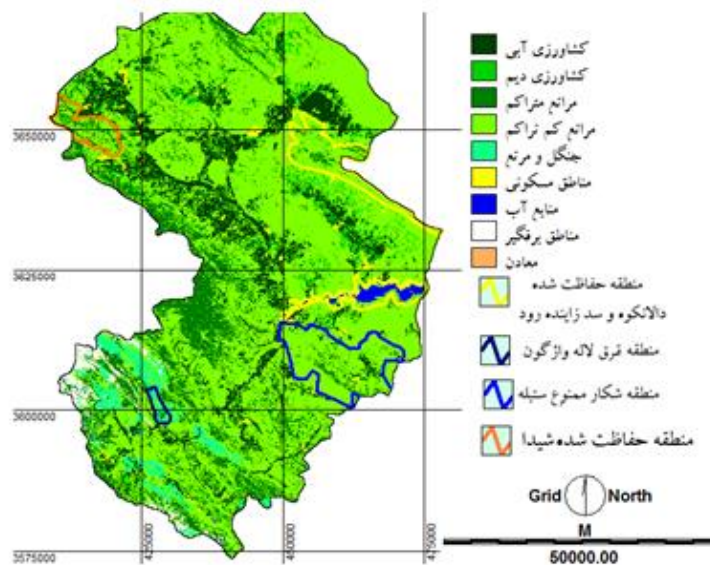 کشاورزی آبی
کشاورزی دیم
مراتع متراکم
مراتع کم تراکم
جنگل و مرتع
مناطق مسکونی
منابع آب
مناطق برفگیر
معادن
منطقه حفاظت شده
دالانکوه و سد زاینده رود
منطقه قرق لاله واژگون
منطقه شکار ممنوع سنبله
منطقه حفاظت شده شیدا
Grid North
M
50000.00
3650000
3625000
3600000
3575000
425000
450000
475000